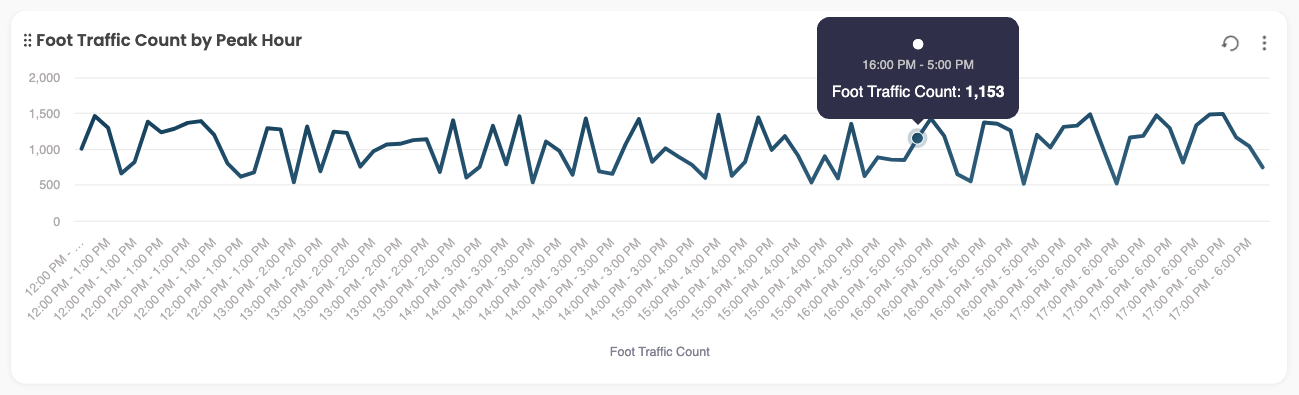 Foot Traffic Count by Peak Hour
16:00 PM - 5:00 PM
Foot Traffic Count: 1,153
2,000
1,500
1,000
500
0
12:00 PM - ...
12:00 PM - 1:00 PM
12:00 PM - 1:00 PM
12:00 PM - 1:00 PM
12:00 PM - 1:00 PM
12:00 PM - 1:00 PM
12:00 PM - 1:00 PM
12:00 PM - 1:00 PM
13:00 PM - 2:00 PM
13:00 PM - 2:00 PM
13:00 PM - 2:00 PM
13:00 PM - 2:00 PM
13:00 PM - 2:00 PM
13:00 PM - 2:00 PM
13:00 PM - 2:00 PM
14:00 PM - 3:00 PM
14:00 PM - 3:00 PM
14:00 PM - 3:00 PM
14:00 PM - 3:00 PM
14:00 PM - 3:00 PM
14:00 PM - 3:00 PM
14:00 PM - 3:00 PM
15:00 PM - 4:00 PM
15:00 PM - 4:00 PM
15:00 PM - 4:00 PM
15:00 PM - 4:00 PM
15:00 PM - 4:00 PM
15:00 PM - 4:00 PM
15:00 PM - 4:00 PM
16:00 PM - 5:00 PM
16:00 PM - 5:00 PM
16:00 PM - 5:00 PM
16:00 PM - 5:00 PM
16:00 PM - 5:00 PM
16:00 PM - 5:00 PM
16:00 PM - 5:00 PM
16:00 PM - 5:00 PM
17:00 PM - 6:00 PM
17:00 PM - 6:00 PM
17:00 PM - 6:00 PM
17:00 PM - 6:00 PM
17:00 PM - 6:00 PM
17:00 PM - 6:00 PM
17:00 PM - 6:00 PM
Foot Traffic Count